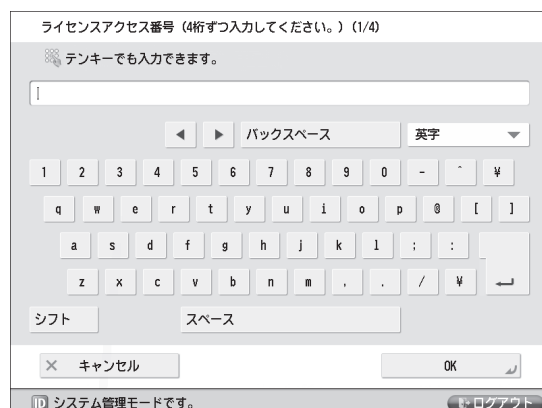 ライセンスアクセス番号（4桁ずつ入力してください。）(1/4)
テンキーでも入力できます。
◀ ▶ バックスペース 英字 ▼
1 2 3 4 5 6 7 8 9 0 - ^ ¥
q w e r t y u i o p @ [ ]
a s d f g h j k l ; :
z x c v b n m , . / ¥
シフト スペース
× キャンセル OK
ID システム管理モードです。 ログアウト